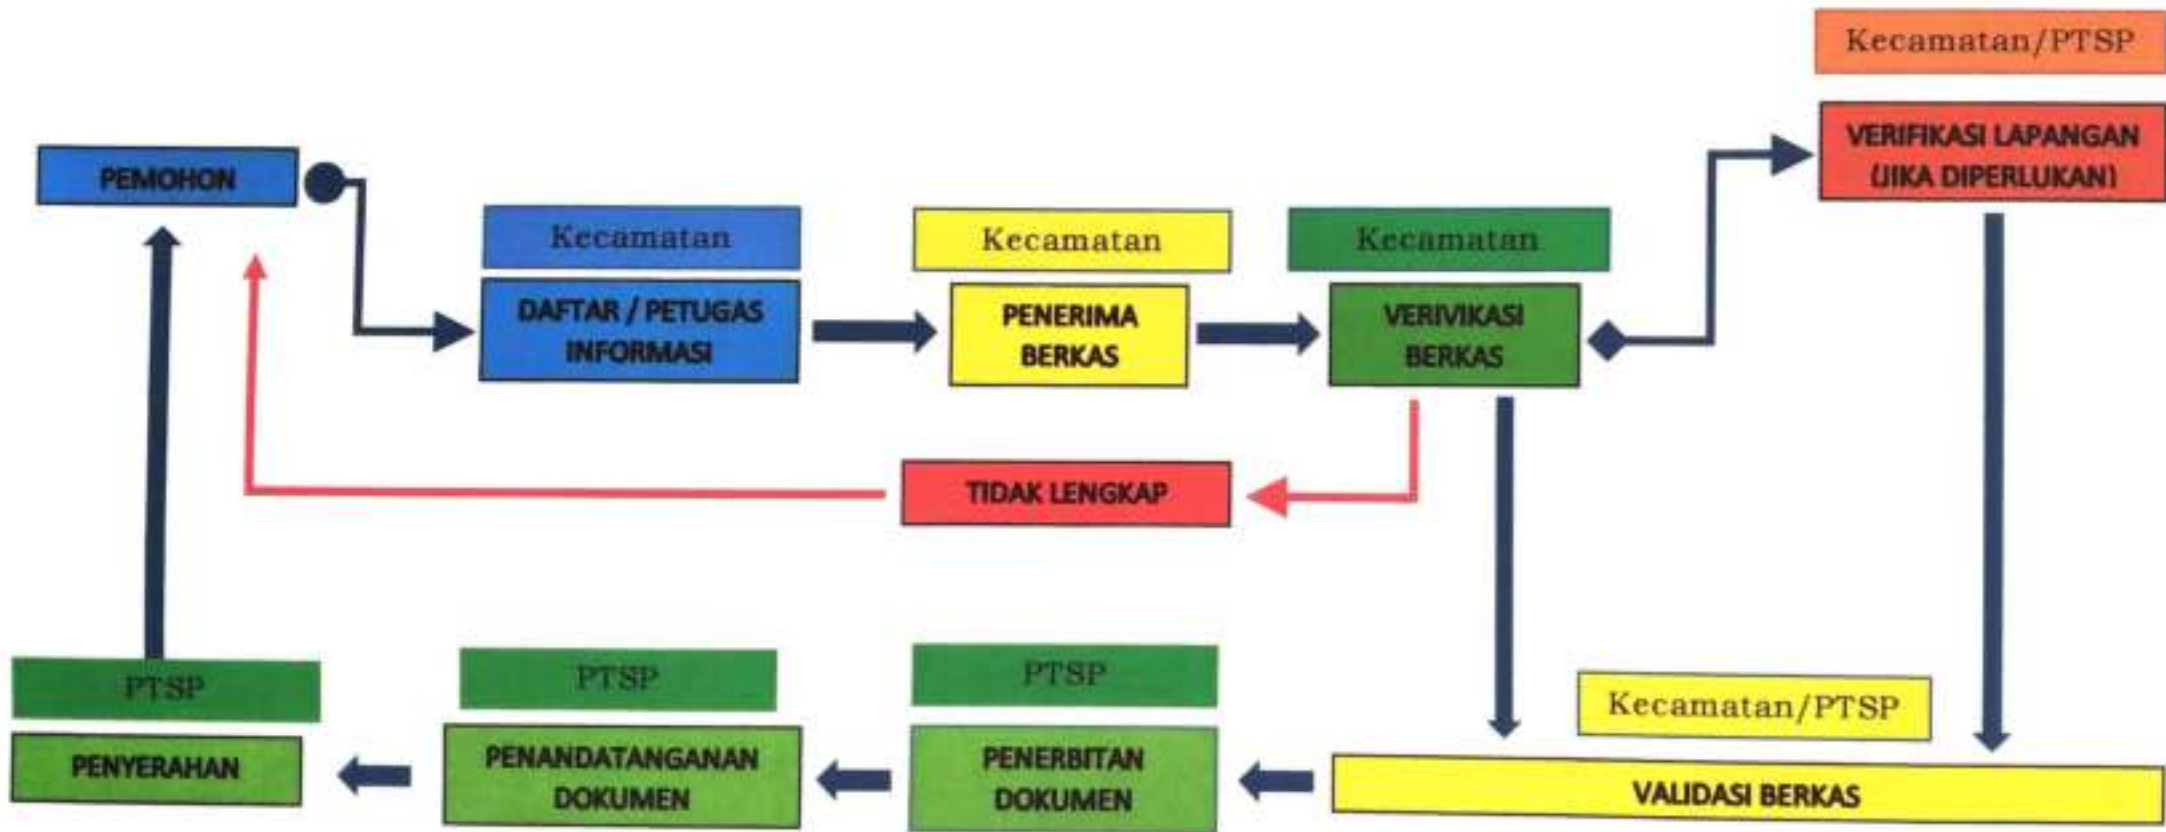 Kecamatan/PTSP
VERIFIKASI LAPANGAN
(JIKA DIPERLUKAN)
PEMOHON
Kecamatan
DAFTAR / PETUGAS
INFORMASI
Kecamatan
PENERIMA
BERKAS
Kecamatan
VERIVIKASI
BERKAS
TIDAK LENGKAP
PTSP
PENYERAHAN
PTSP
PENANDATANGANAN
DOKUMEN
PTSP
PENERBITAN
DOKUMEN
Kecamatan/PTSP
VALIDASI BERKAS